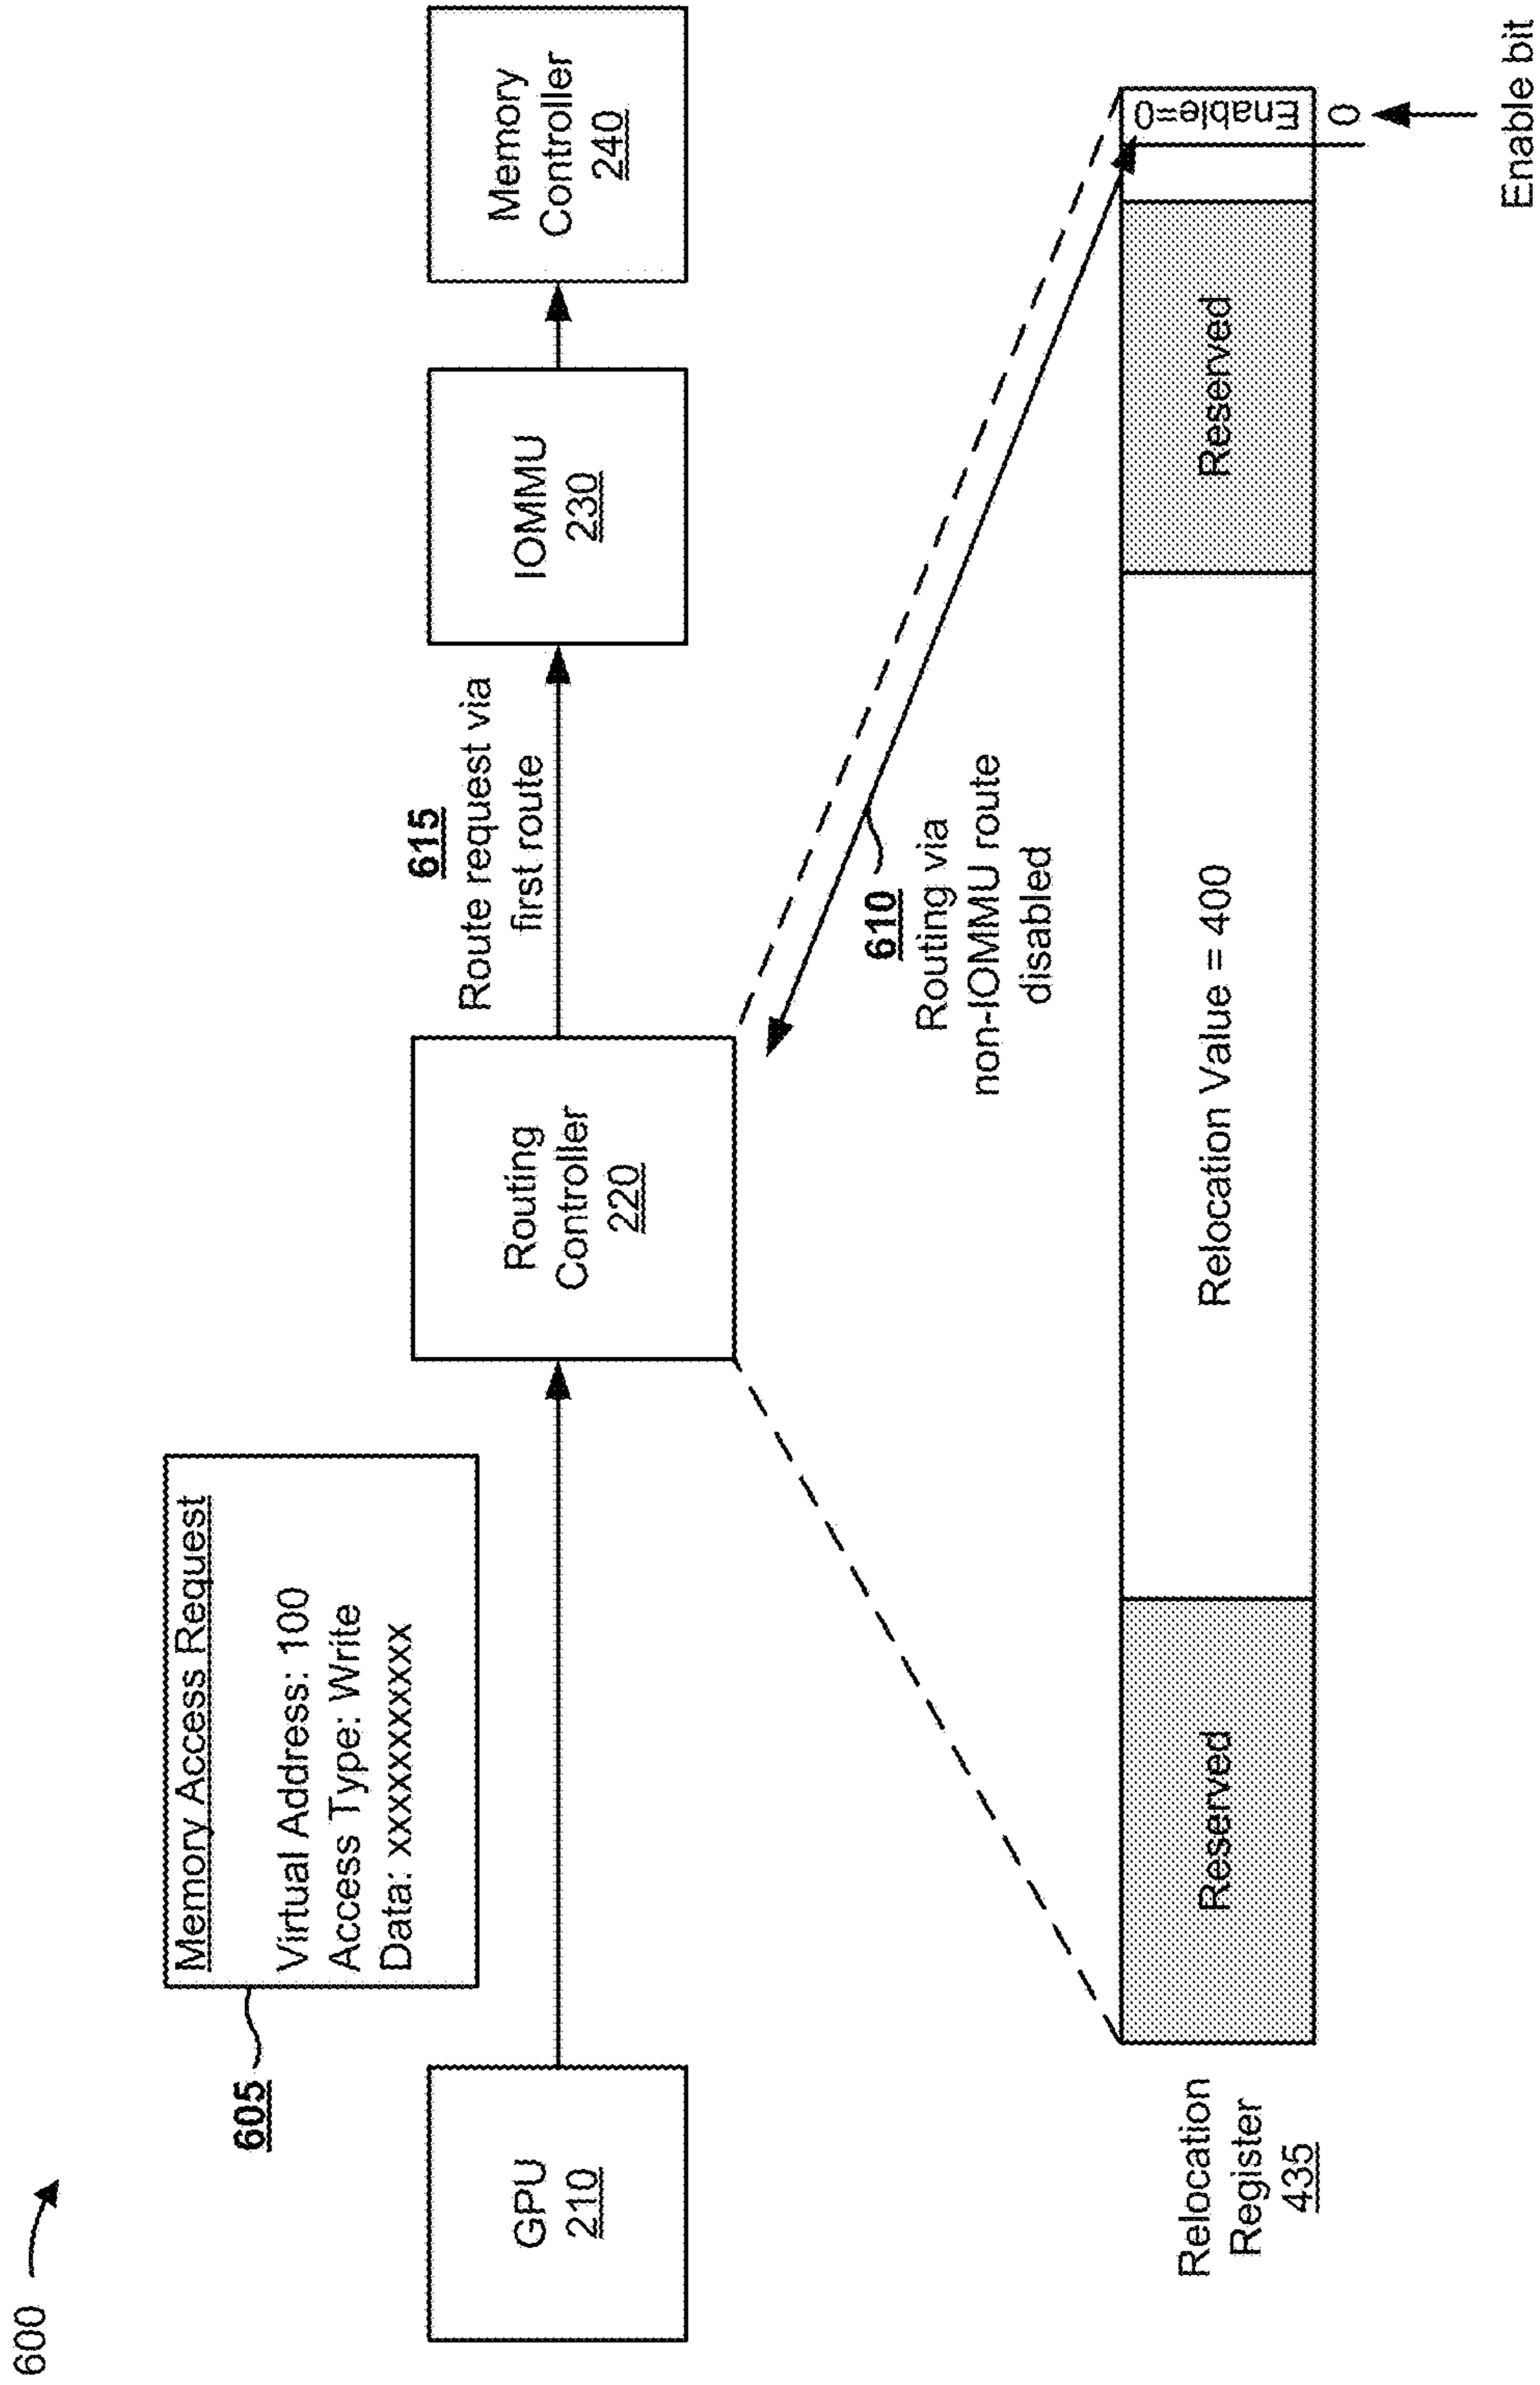 600
605
Memory Access Request
Virtual Address: 100
Access Type: Write
Data: xxxxxxxxxx
GPU
210
Routing
Controller
220
615
Route request via
first route
IOMMU
230
Memory
Controller
240
610
Routing via
non-IOMMU route
disabled
Relocation
Register
435
Reserved
Relocation Value = 400
Reserved
Enable=0
0
Enable bit